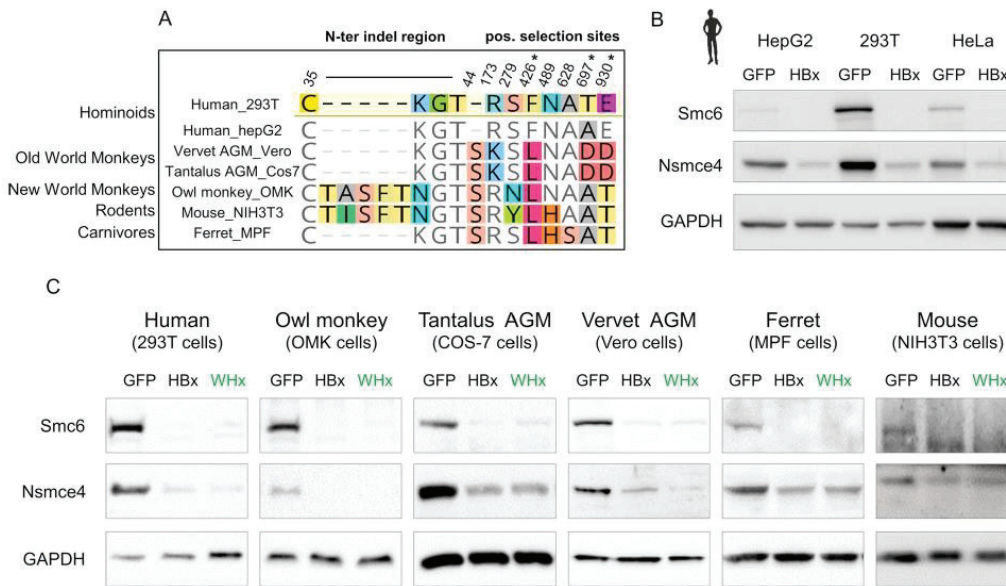 A
N-ter indel region pos. selection sites
35 44 173 279 426* 489 628 697* 930*
Hominoids
Human_293T C - - - - - K G T - R S F N A T E
Human_hepG2 C - - - - - K G T R S F N A A E
Old World Monkeys
Vervet AGM_Vero C - - - - - K G T S K S L N A D D
Tantalus AGM_Cos7 C - - - - - K G T S K S L N A D D
New World Monkeys
Owl monkey_OMK C T A S F T N G T S R N L N A A T
Rodents
Mouse_NIH3T3 C T I S F T N G T S R Y L H A A T
Carnivores
Ferret_MPF C - - - - - K G T S R S L H S A T
B
HepG2 293T HeLa
GFP HBx GFP HBx GFP HBx
Smc6
Nsmce4
GAPDH
C
Human Owl monkey Tantalus AGM Vervet AGM Ferret Mouse
(293T cells) (OMK cells) (COS-7 cells) (Vero cells) (MPF cells) (NIH3T3 cells)
GFP HBx WHx GFP HBx WHx GFP HBx WHx GFP HBx WHx GFP HBx WHx GFP HBx WHx
Smc6
Nsmce4
GAPDH